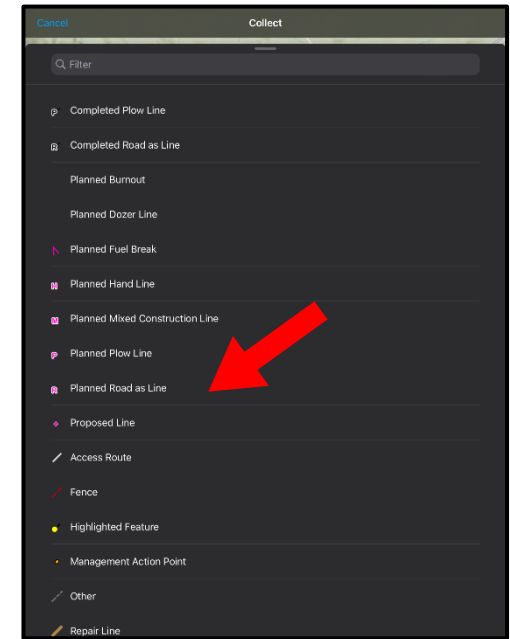 Cancel Collect
Filter
P Completed Plow Line
R Completed Road as Line
Planned Burnout
Planned Dozer Line
Planned Fuel Break
H Planned Hand Line
M Planned Mixed Construction Line
P Planned Plow Line
R Planned Road as Line
Proposed Line
Access Route
Fence
Highlighted Feature
Management Action Point
Other
Repair Line